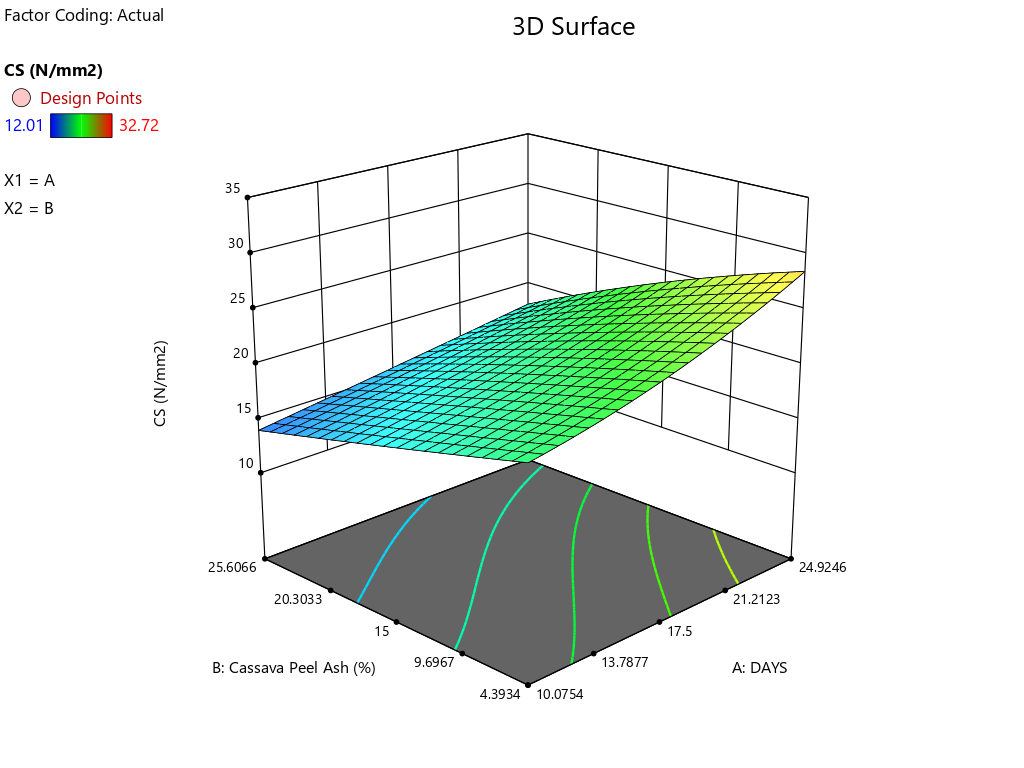 Factor Coding: Actual
3D Surface
CS (N/mm2)
Design Points
12.01 32.72
X1 = A
X2 = B
35
30
25
20
15
10
CS (N/mm2)
25.6066
20.3033
15
9.6967
4.3934
B: Cassava Peel Ash (%)
10.0754
13.7877
17.5
21.2123
24.9246
A: DAYS